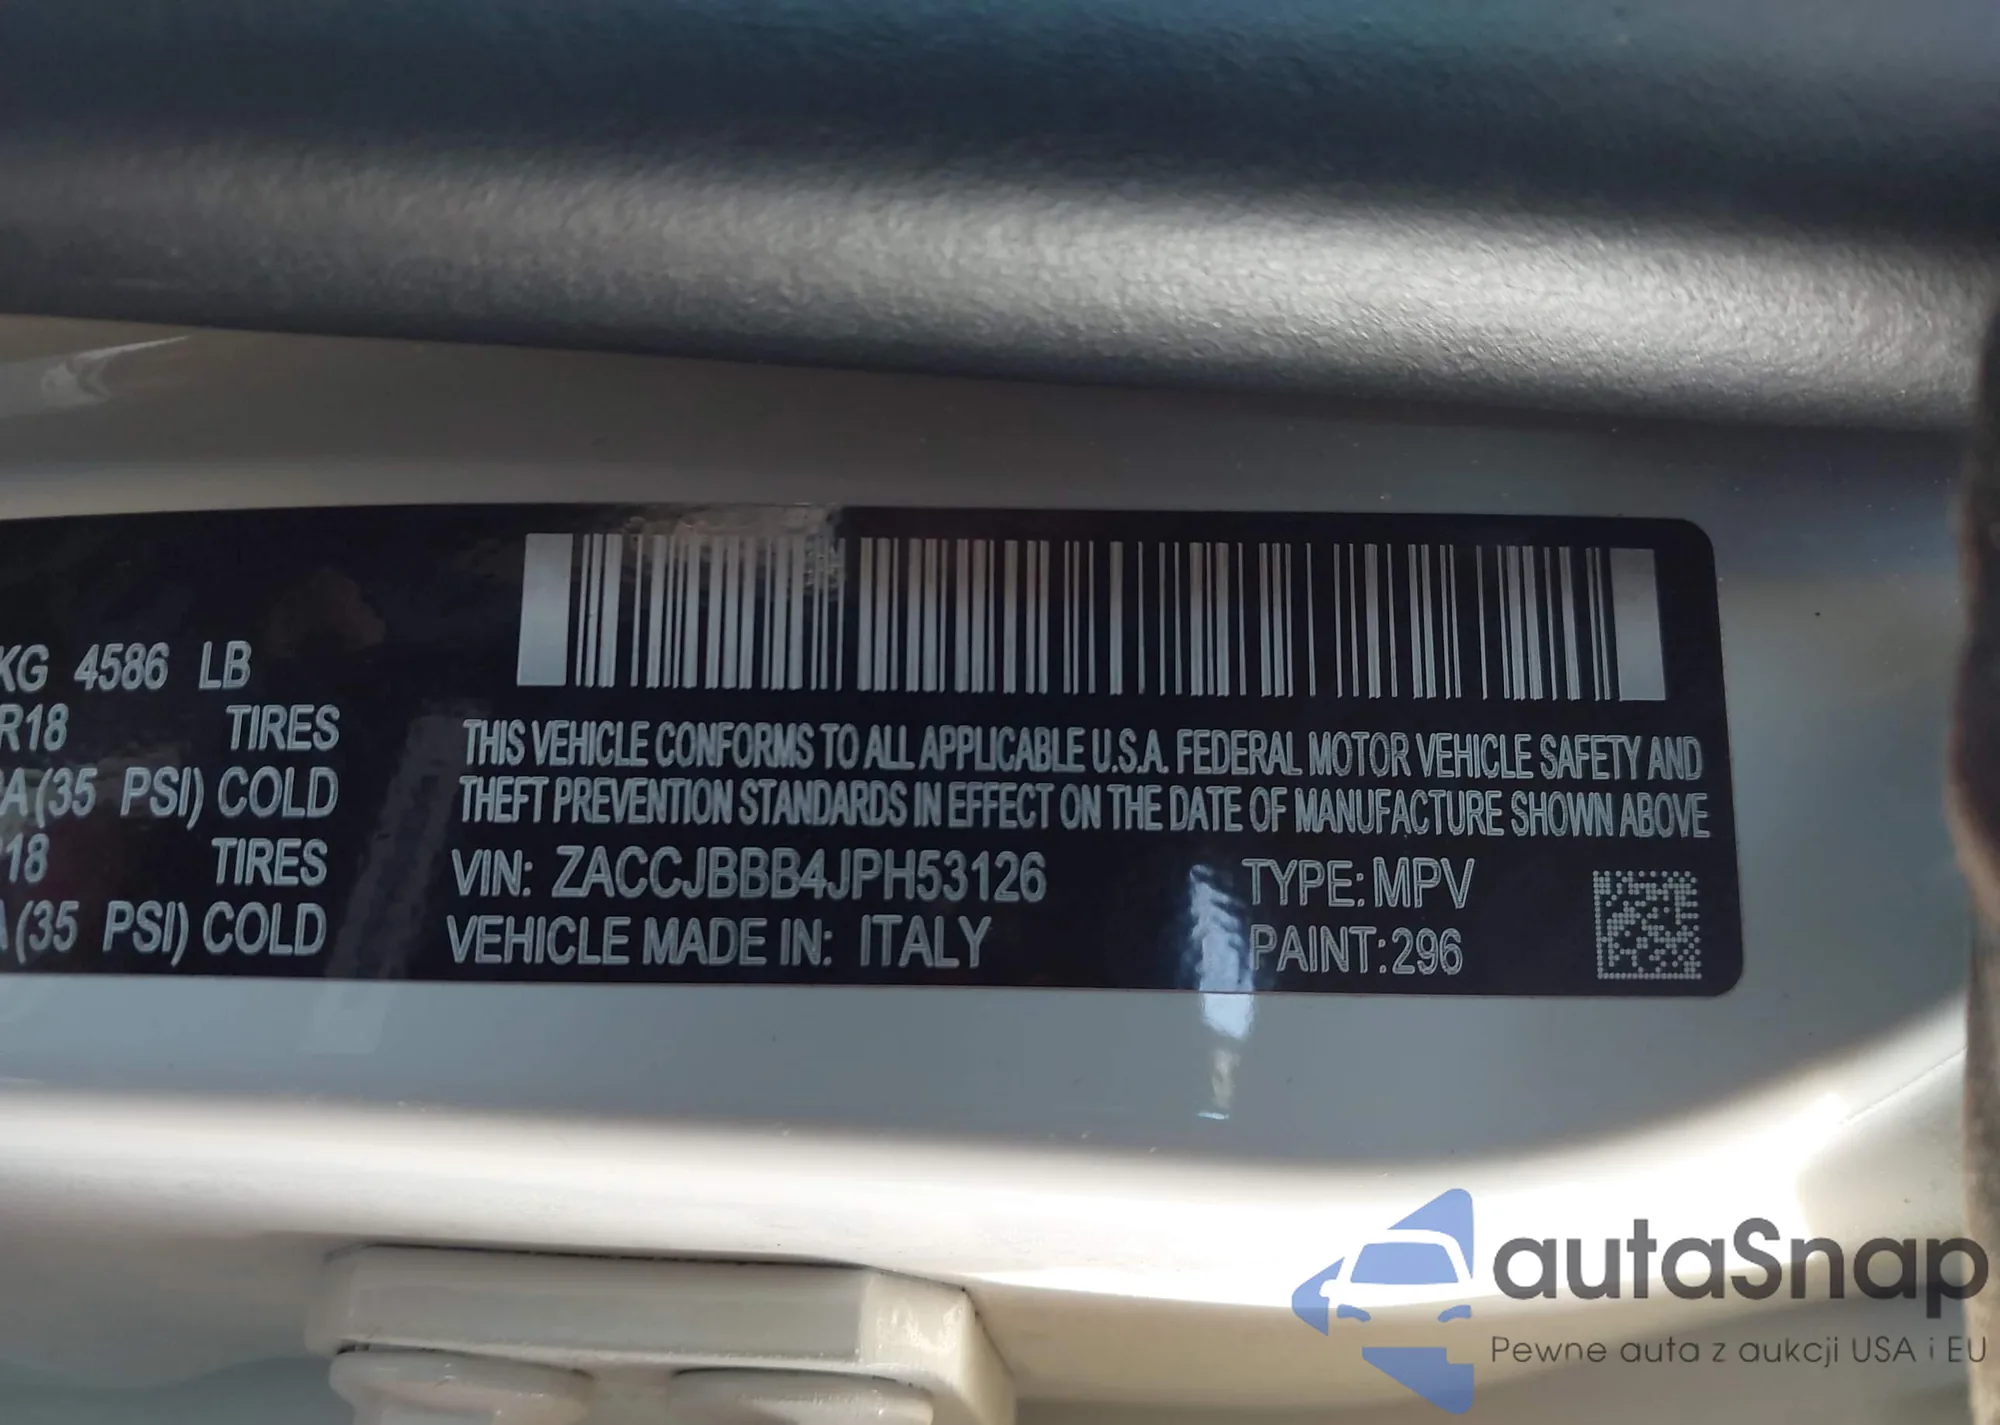 KG 4586 LB
R18 TIRES
A (35 PSI) COLD
18 TIRES
(35 PSI) COLD
THIS VEHICLE CONFORMS TO ALL APPLICABLE U.S.A. FEDERAL MOTOR VEHICLE SAFETY AND
THEFT PREVENTION STANDARDS IN EFFECT ON THE DATE OF MANUFACTURE SHOWN ABOVE
VIN: ZACCJBBB4JPH53126 TYPE: MPV
VEHICLE MADE IN: ITALY PAINT: 296
autaSnap
Pewne auta z aukcji USA i EU